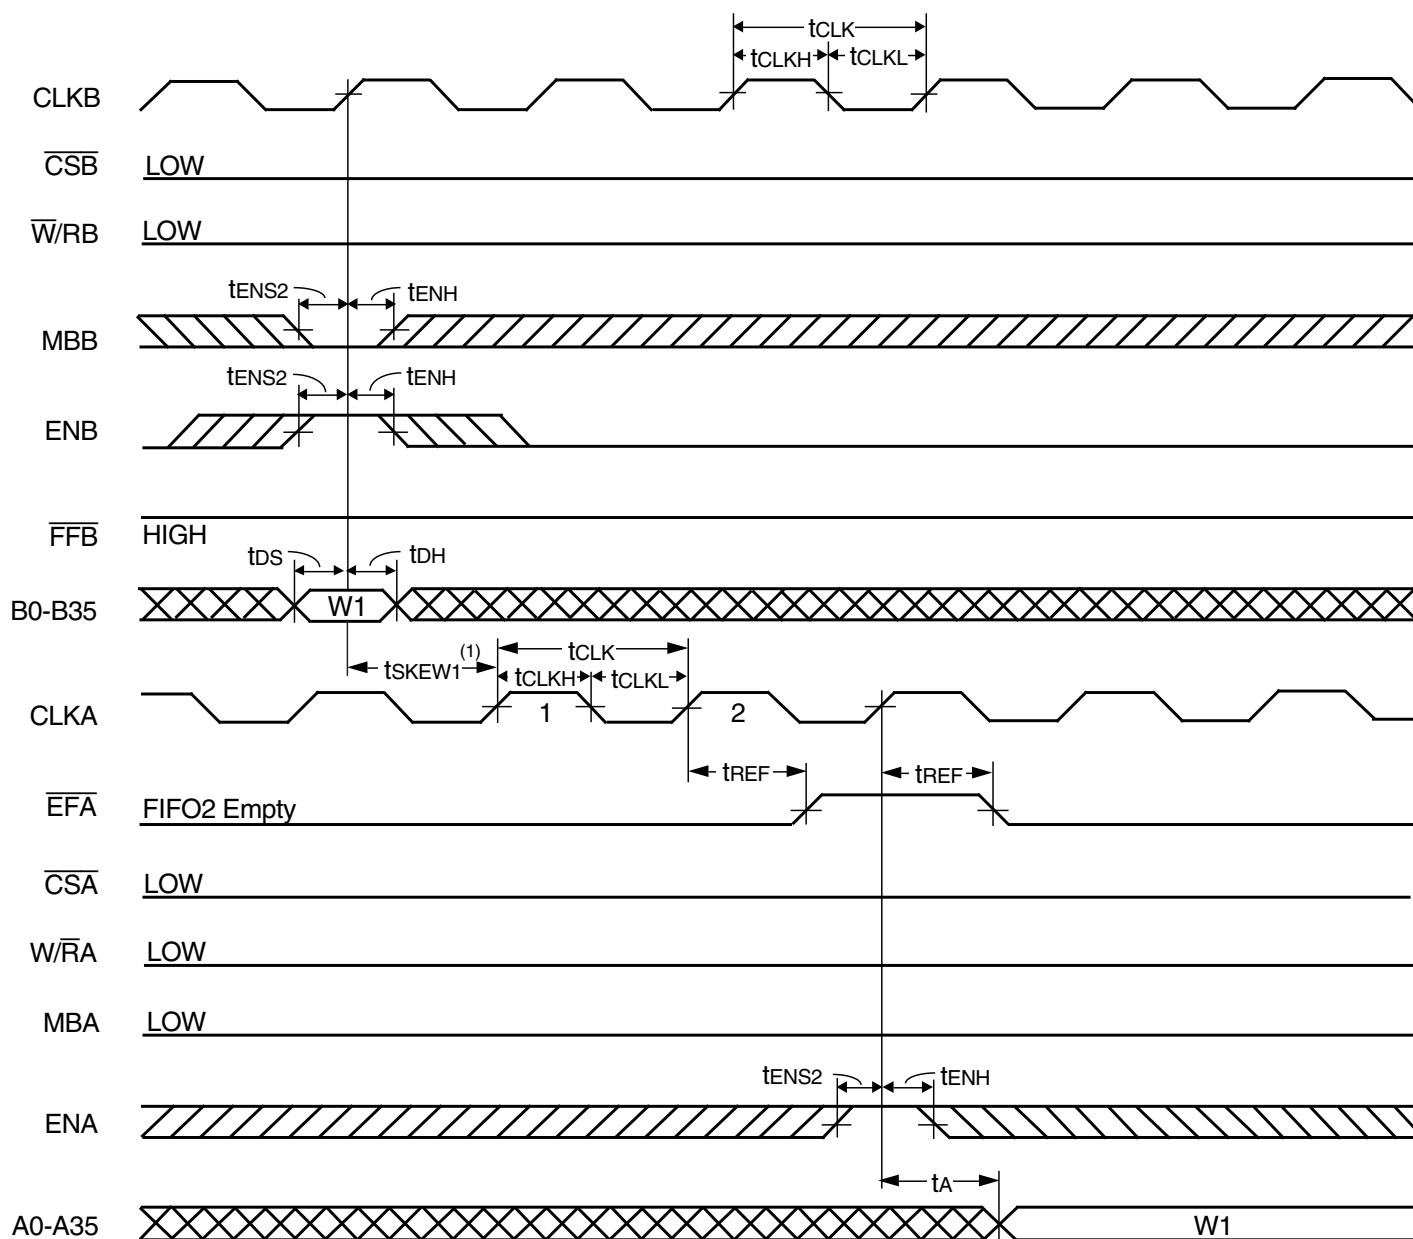 tCLK
tCLKH tCLKL
CLKB
CSB LOW
W/RB LOW
tENS2 tENH
MBB
tENS2 tENH
ENB
FFB HIGH
tDS tDH
B0-B35 W1
tSKEW1(1) tCLK
tCLKH tCLKL
CLKA 1 2
tREF tREF
EFA FIFO2 Empty
CSA LOW
W/RA LOW
MBA LOW
tENS2 tENH
ENA
tA
A0-A35 W1